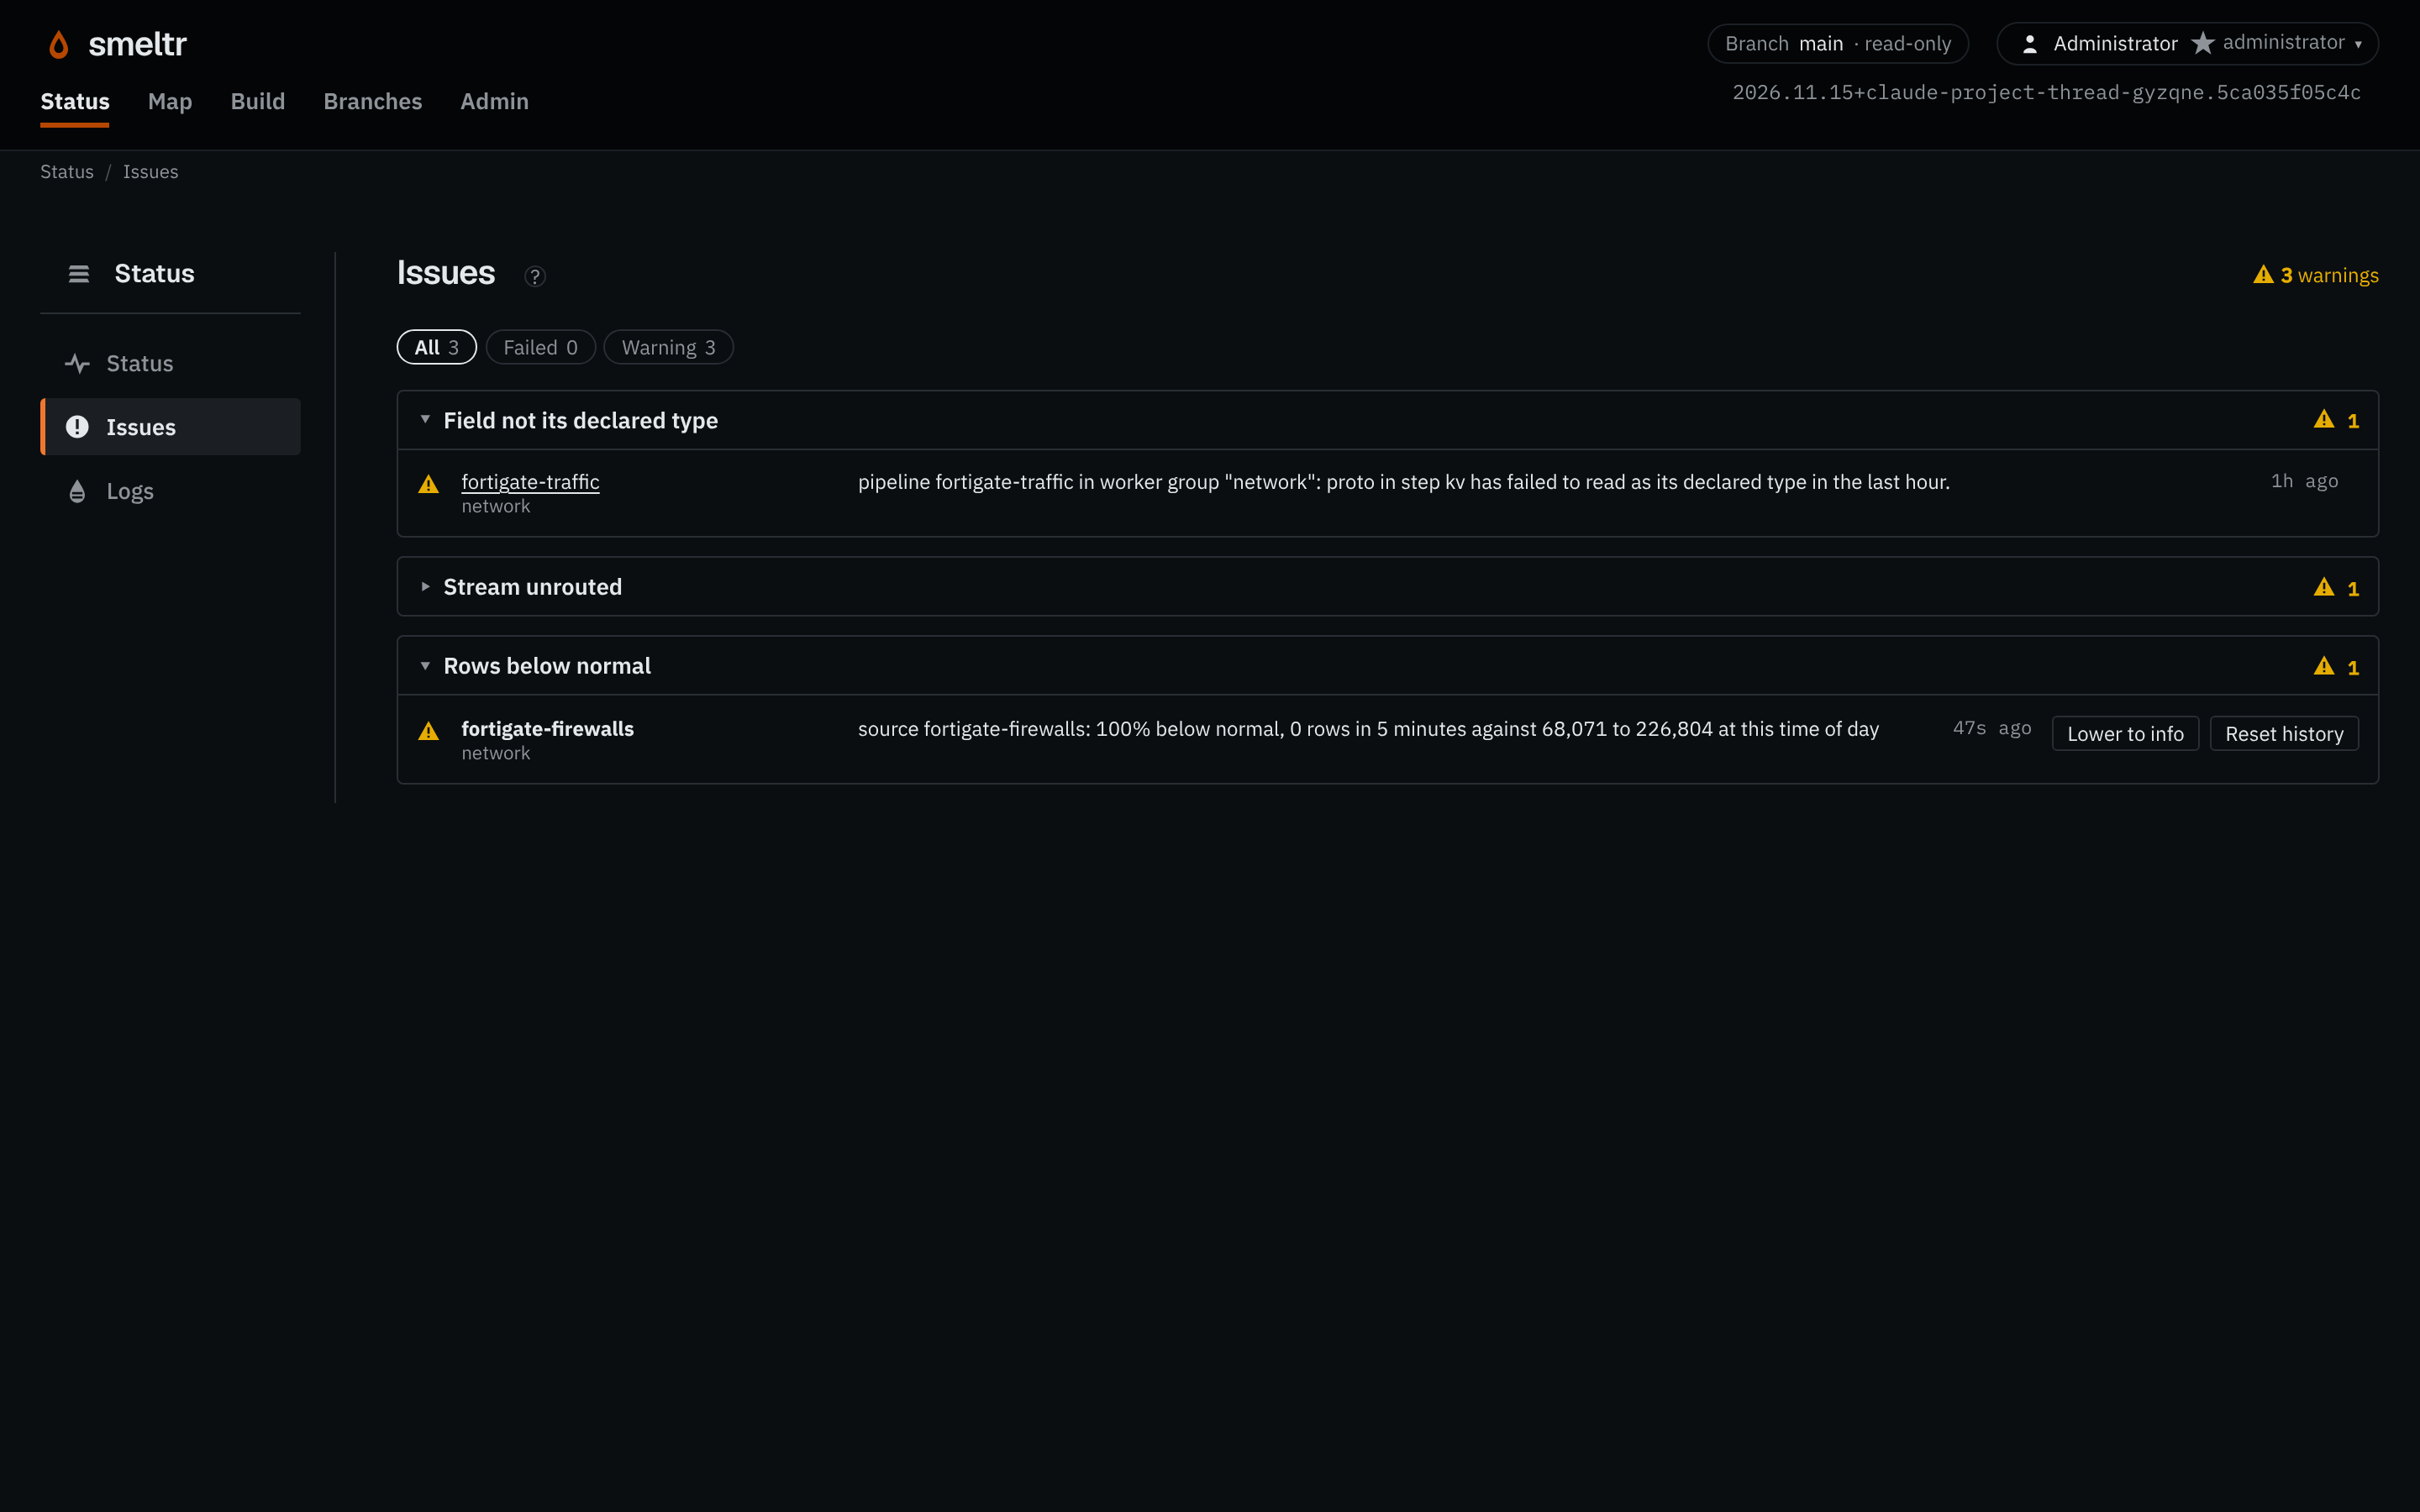 smeltr
Branch main · read-only
Administrator ★ administrator ▾
Status Map Build Branches Admin
2026.11.15+claude-project-thread-gyzqne.5ca035f05c4c
Status / Issues
Status
Status
Issues
Logs
Issues ?
3 warnings
All 3 Failed 0 Warning 3
Field not its declared type 1
fortigate-traffic pipeline fortigate-traffic in worker group "network": proto in step kv has failed to read as its declared type in the last hour. 1h ago
network
Stream unrouted 1
Rows below normal 1
fortigate-firewalls source fortigate-firewalls: 100% below normal, 0 rows in 5 minutes against 68,071 to 226,804 at this time of day 47s ago Lower to info Reset history
network